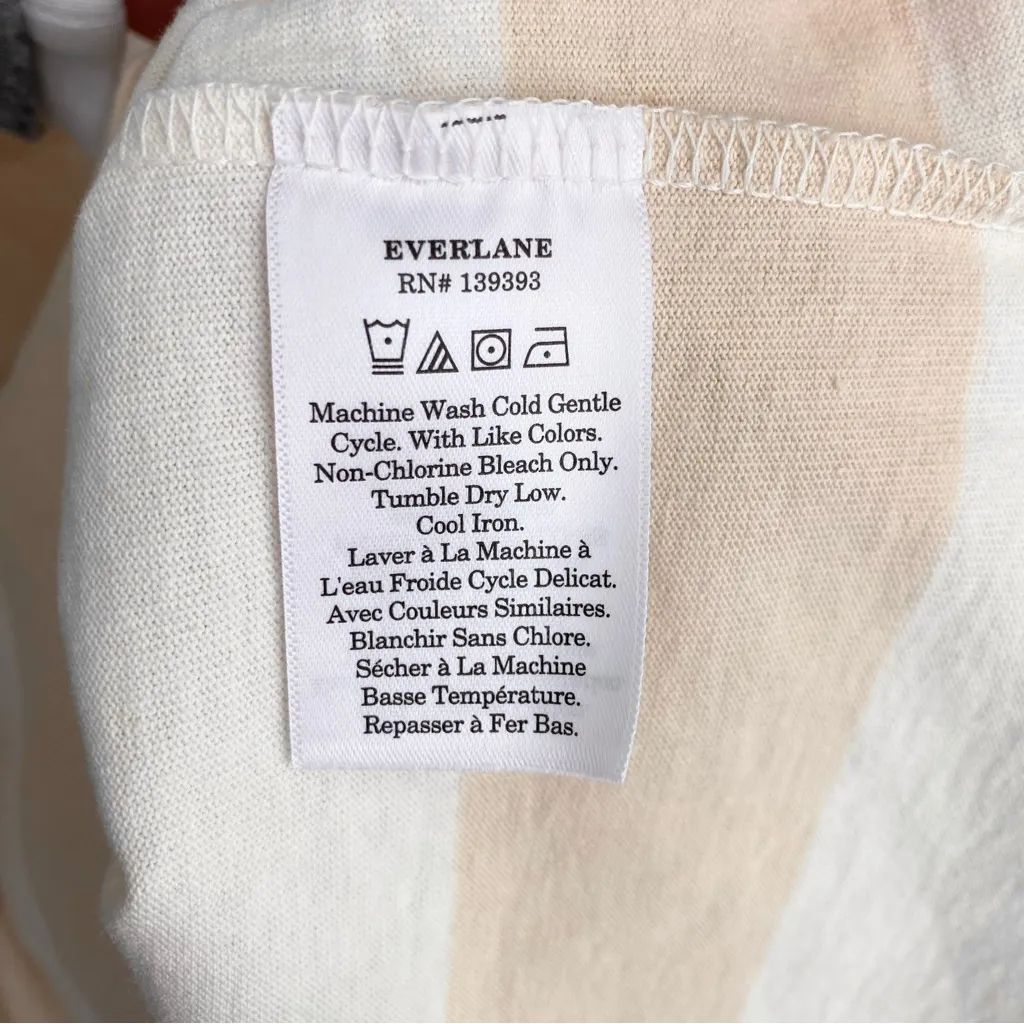 EVERLANE
RN# 139393
Machine Wash Cold Gentle
Cycle. With Like Colors.
Non-Chlorine Bleach Only.
Tumble Dry Low.
Cool Iron.
Laver à La Machine à
L'eau Froide Cycle Delicat.
Avec Couleurs Similaires.
Blanchir Sans Chlore.
Sécher à La Machine
Basse Température.
Repasser à Fer Bas.